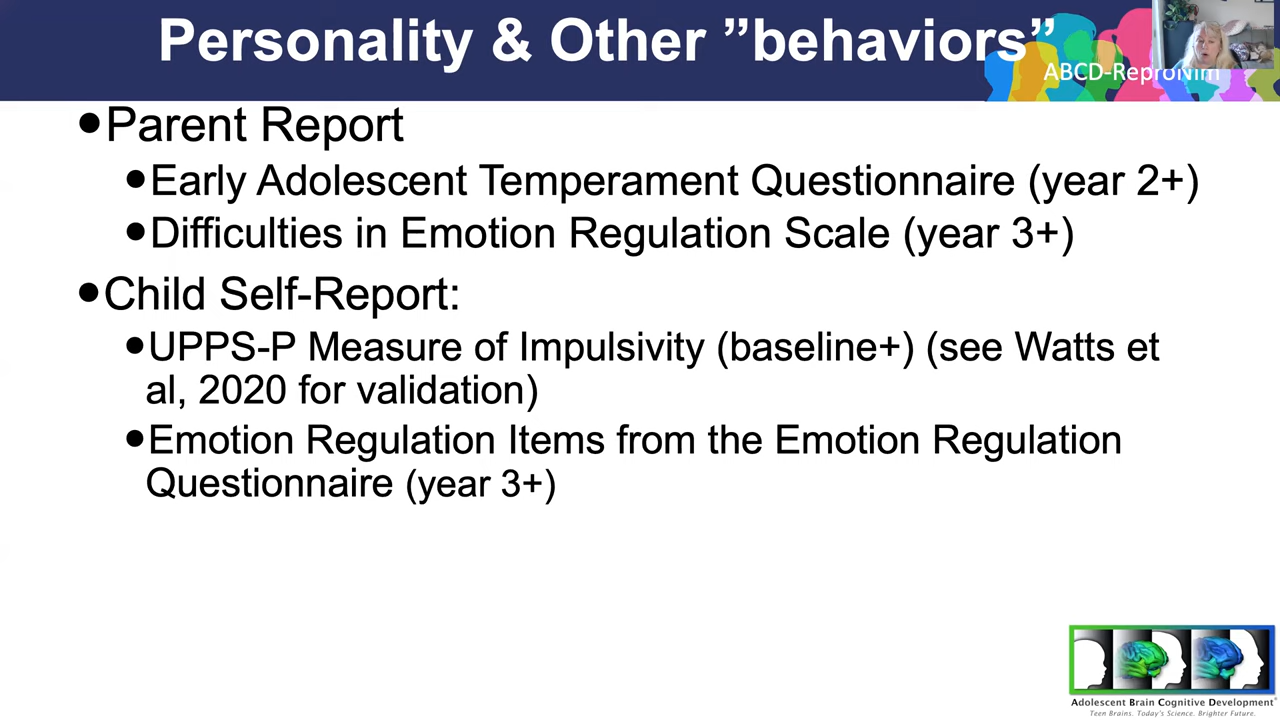 Personality & Other ”behaviors”
ABCD-ReproNim
●Parent Report
●Early Adolescent Temperament Questionnaire (year 2+)
●Difficulties in Emotion Regulation Scale (year 3+)
●Child Self-Report:
●UPPS-P Measure of Impulsivity (baseline+) (see Watts et
al, 2020 for validation)
●Emotion Regulation Items from the Emotion Regulation
Questionnaire (year 3+)
Adolescent Brain Cognitive Development
Teen Brains. Today's Science. Brighter Future.